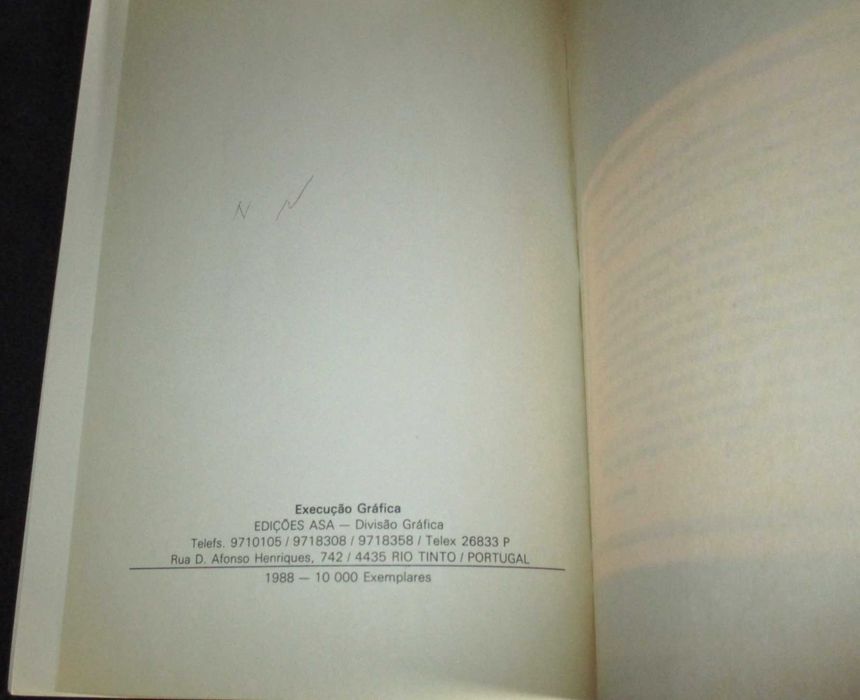 N N
Execução Gráfica
EDIÇÕES ASA — Divisão Gráfica
Telefs. 9710105 / 9718308 / 9718358 / Telex 26833 P
Rua D. Afonso Henriques, 742 / 4435 RIO TINTO / PORTUGAL
1988 — 10 000 Exemplares